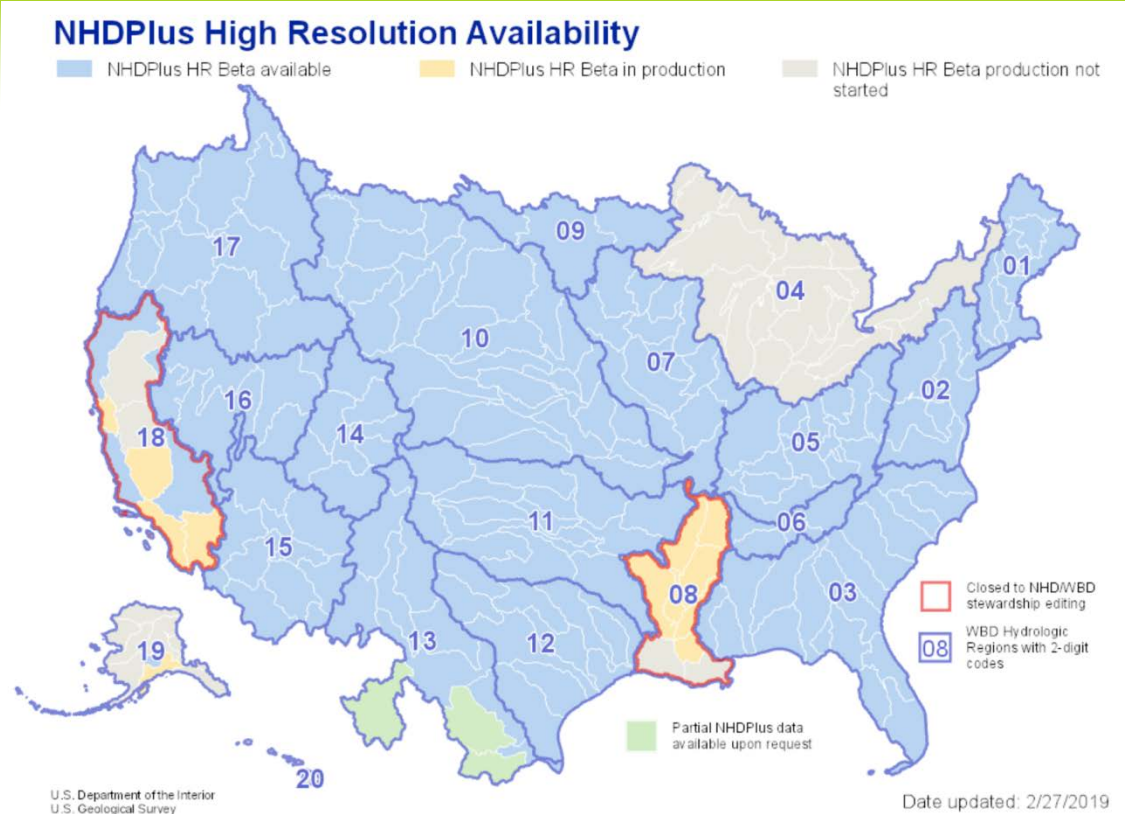 NHDPlus High Resolution Availability
NHDPlus HR Beta available
NHDPlus HR Beta in production
NHDPlus HR Beta production not
started
17
09
01
04
10
07
02
16
18
14
05
11
06
15
08
03
Closed to NHD/WBD
stewardship editing
13
12
19
08
WBD Hydrologic
Regions with 2-digit
codes
Partial NHDPlus data
available upon request
20
U.S. Department of the Interior
U.S. Geological Survey
Date updated: 2/27/2019